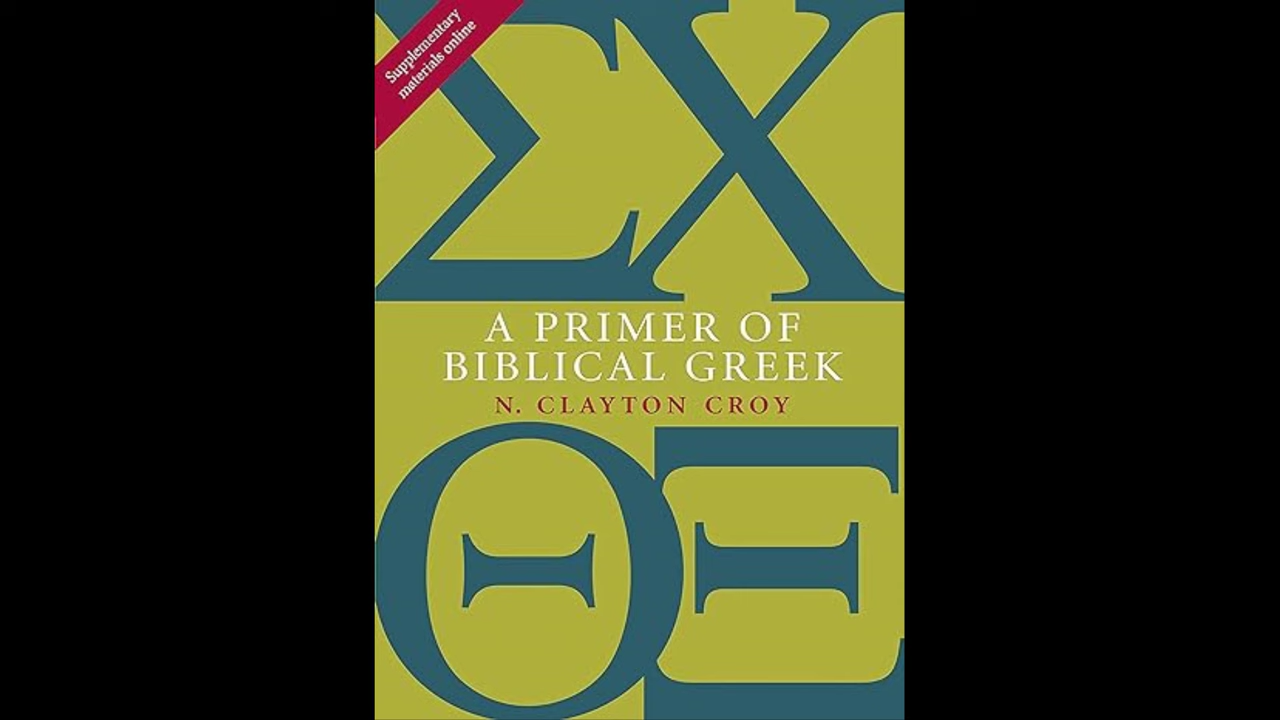 Supplementary
materials online
ΣΧ
A PRIMER OF
BIBLICAL GREEK
N. CLAYTON CROY
ΘΞ